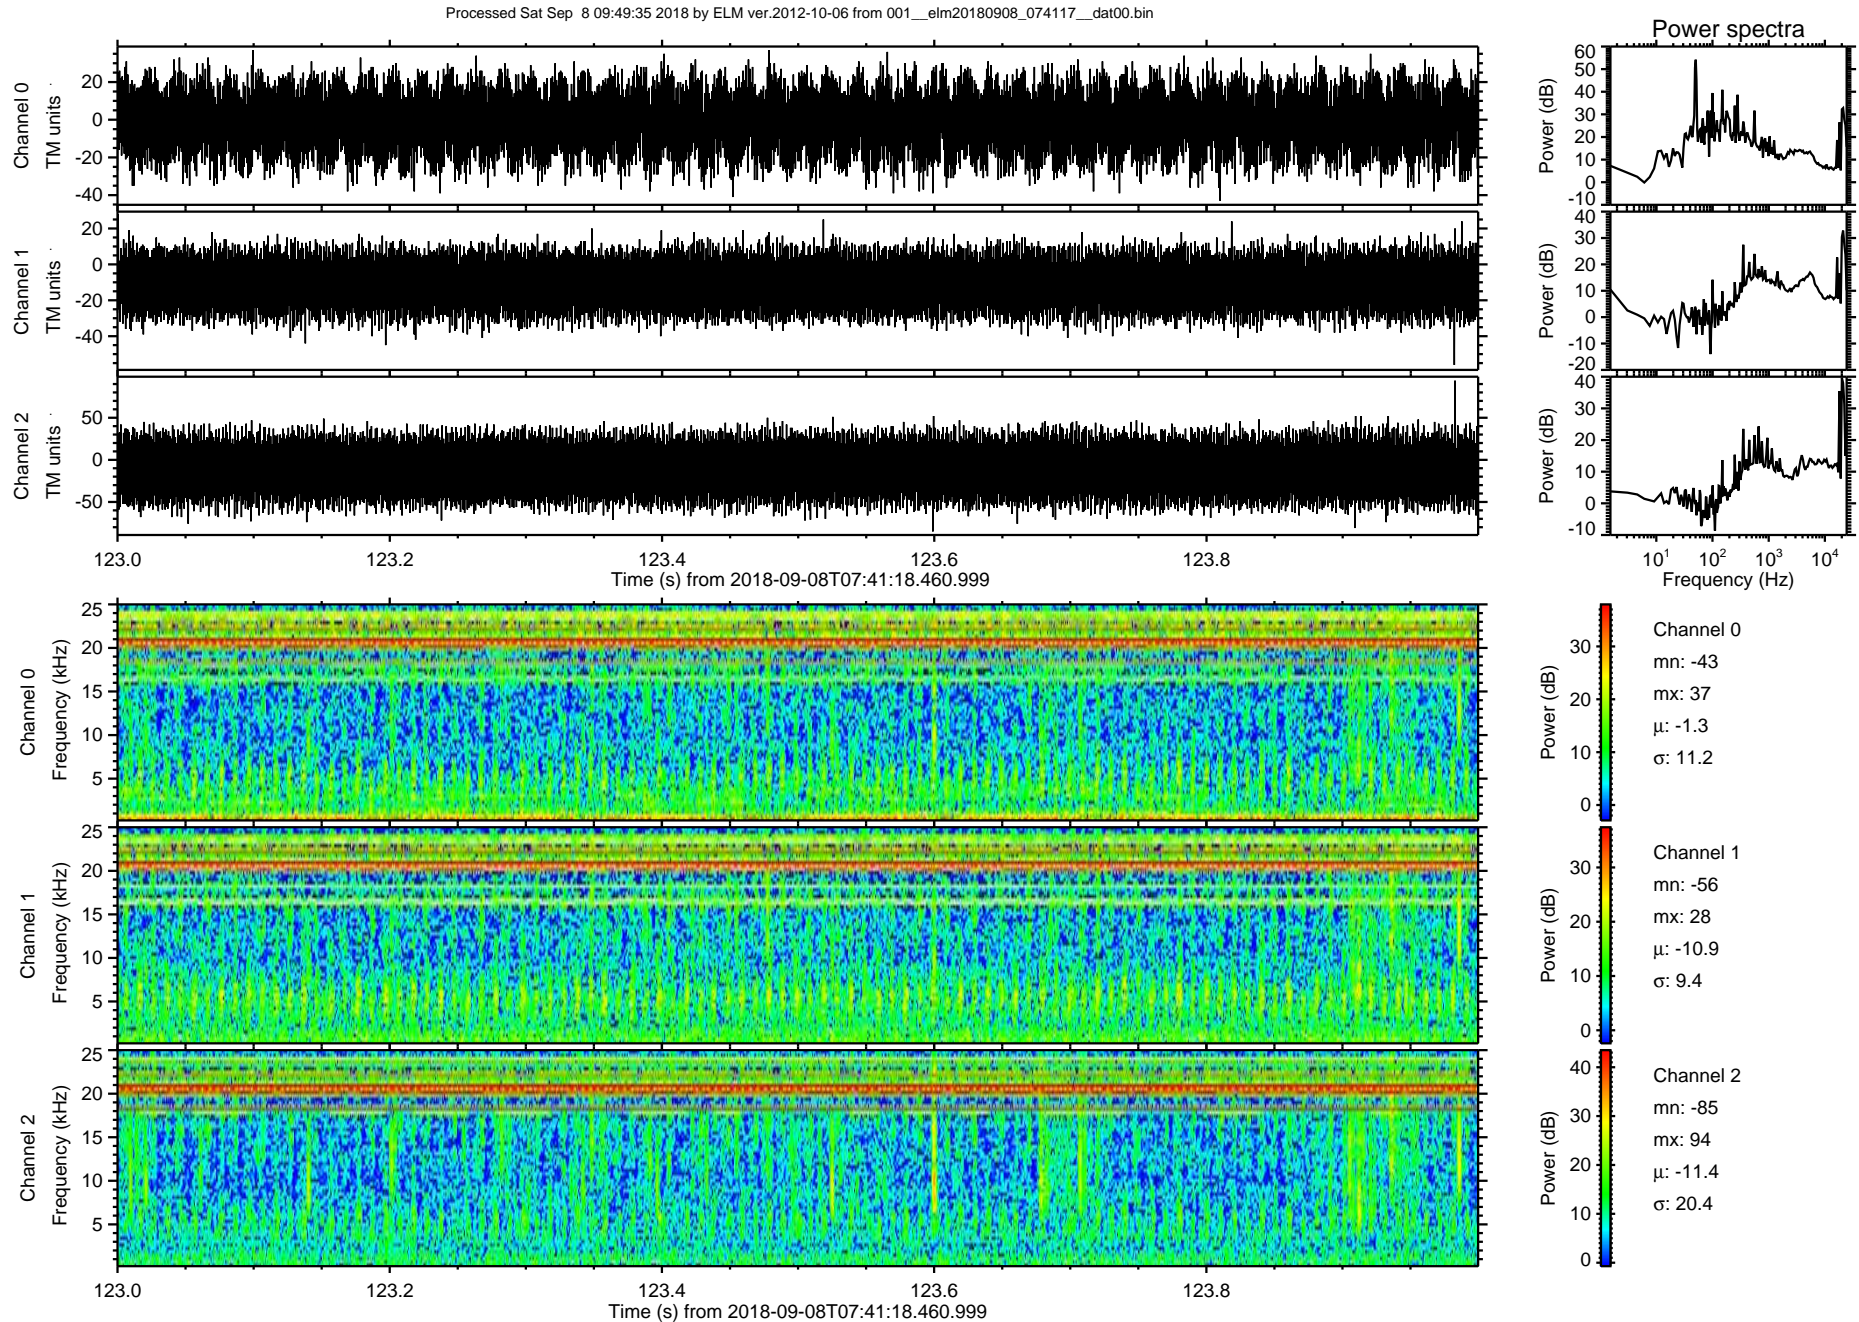 Processed Sat Sep  8 09:49:35 2018 by ELM ver.2012-10-06 from 001__elm20180908_074117__dat00.bin
Power spectra
Channel 0
TM units
20
0
-20
-40
Power (dB)
60
50
40
30
20
10
0
-10
Channel 1
TM units
20
0
-20
-40
Power (dB)
40
30
20
10
0
-10
-20
Channel 2
TM units
50
0
-50
Power (dB)
40
30
20
10
0
-10
123.0 123.2 123.4 123.6 123.8
Time (s) from 2018-09-08T07:41:18.460.999
10¹ 10² 10³ 10⁴
Frequency (Hz)
Channel 0
Frequency (kHz)
25
20
15
10
5
Power (dB)
30
20
10
0
Channel 0
mn: -43
mx: 37
μ: -1.3
σ: 11.2
Channel 1
Frequency (kHz)
25
20
15
10
5
Power (dB)
30
20
10
0
Channel 1
mn: -56
mx: 28
μ: -10.9
σ: 9.4
Channel 2
Frequency (kHz)
25
20
15
10
5
Power (dB)
40
30
20
10
0
Channel 2
mn: -85
mx: 94
μ: -11.4
σ: 20.4
123.0 123.2 123.4 123.6 123.8
Time (s) from 2018-09-08T07:41:18.460.999